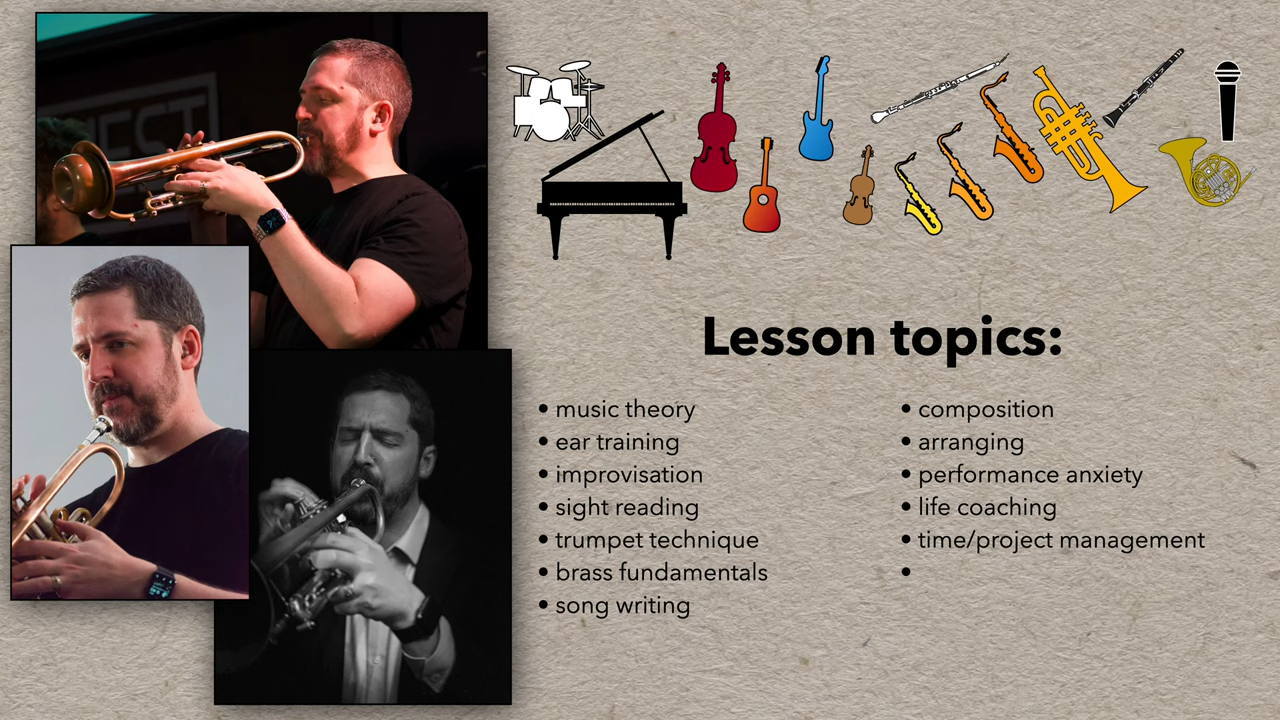 Lesson topics:
• music theory
• ear training
• improvisation
• sight reading
• trumpet technique
• brass fundamentals
• song writing
• composition
• arranging
• performance anxiety
• life coaching
• time/project management
•